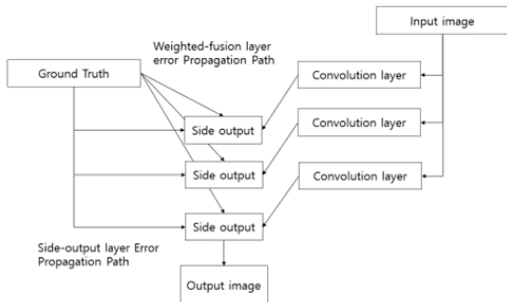 Input image
Weighted-fusion layer
error Propagation Path
Ground Truth
Convolution layer
Side output
Convolution layer
Side output
Convolution layer
Side output
Side-output layer Error
Propagation Path
Output image